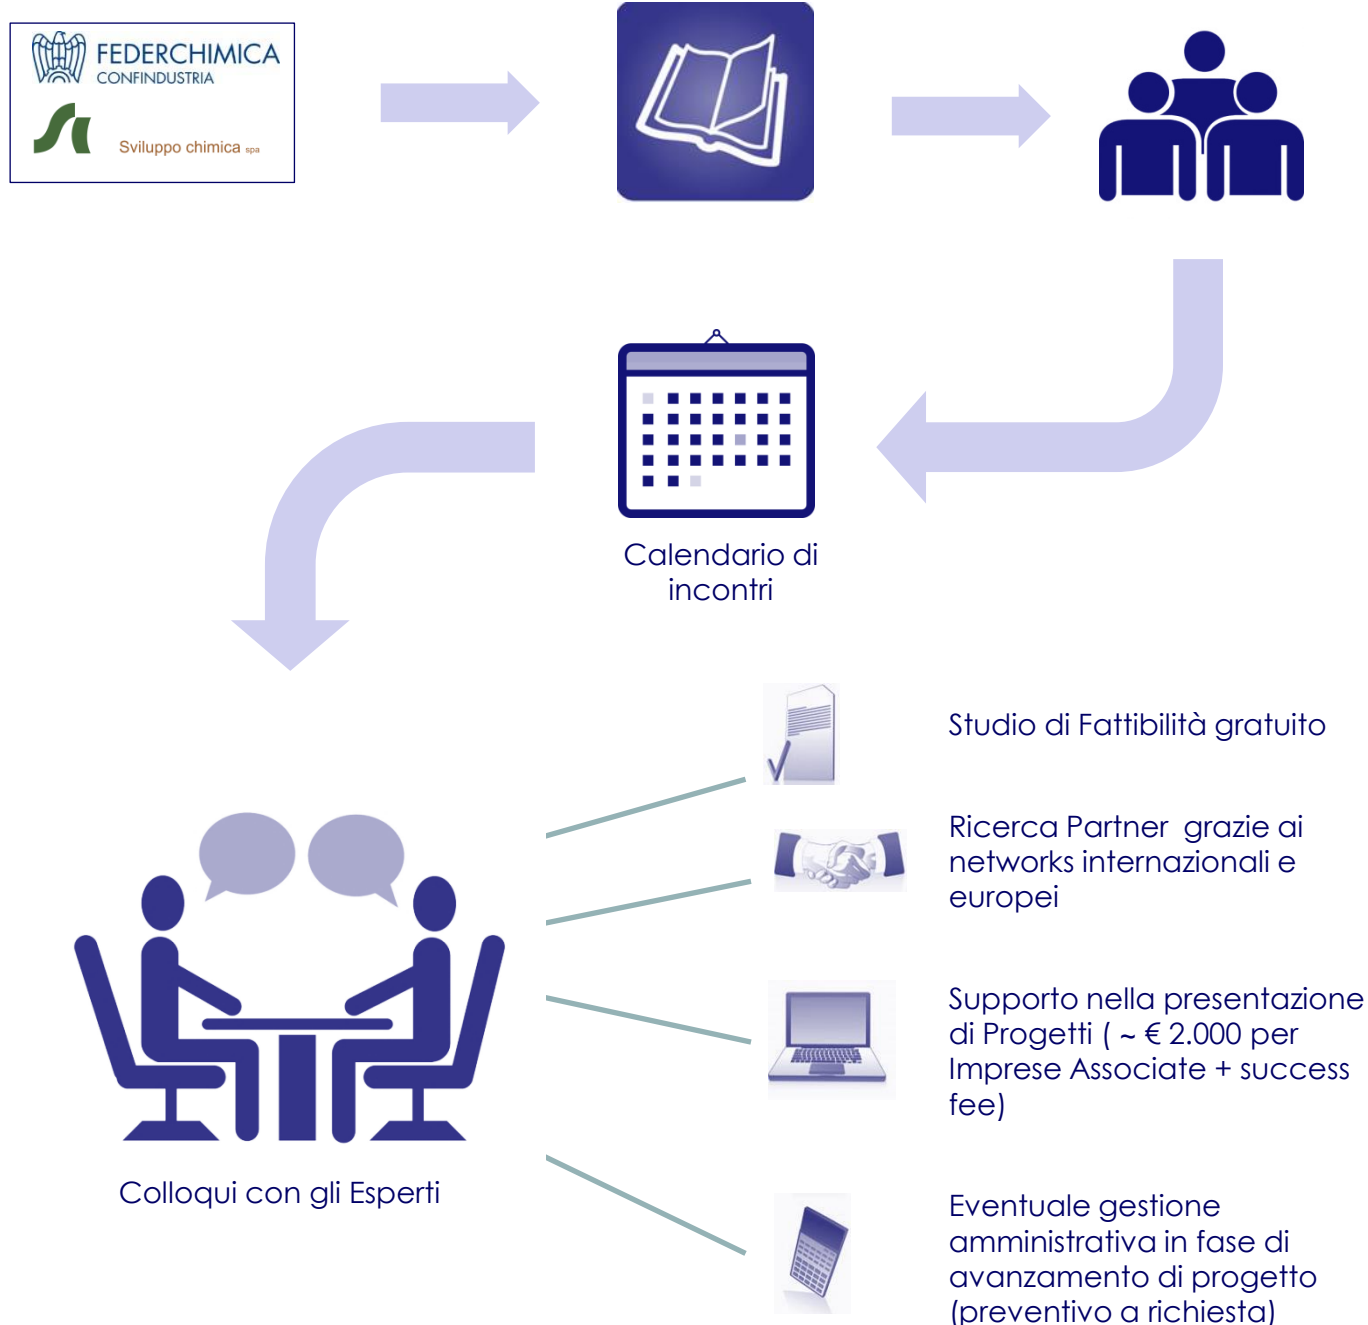 FEDERCHIMICA
CONFINDUSTRIA
Sviluppo chimica spa
Calendario di
incontri
Studio di Fattibilità gratuito
Ricerca Partner grazie ai
networks internazionali e
europei
Supporto nella presentazione
di Progetti ( ~ € 2.000 per
Imprese Associate + success
fee)
Colloqui con gli Esperti
Eventuale gestione
amministrativa in fase di
avanzamento di progetto
(preventivo a richiesta)